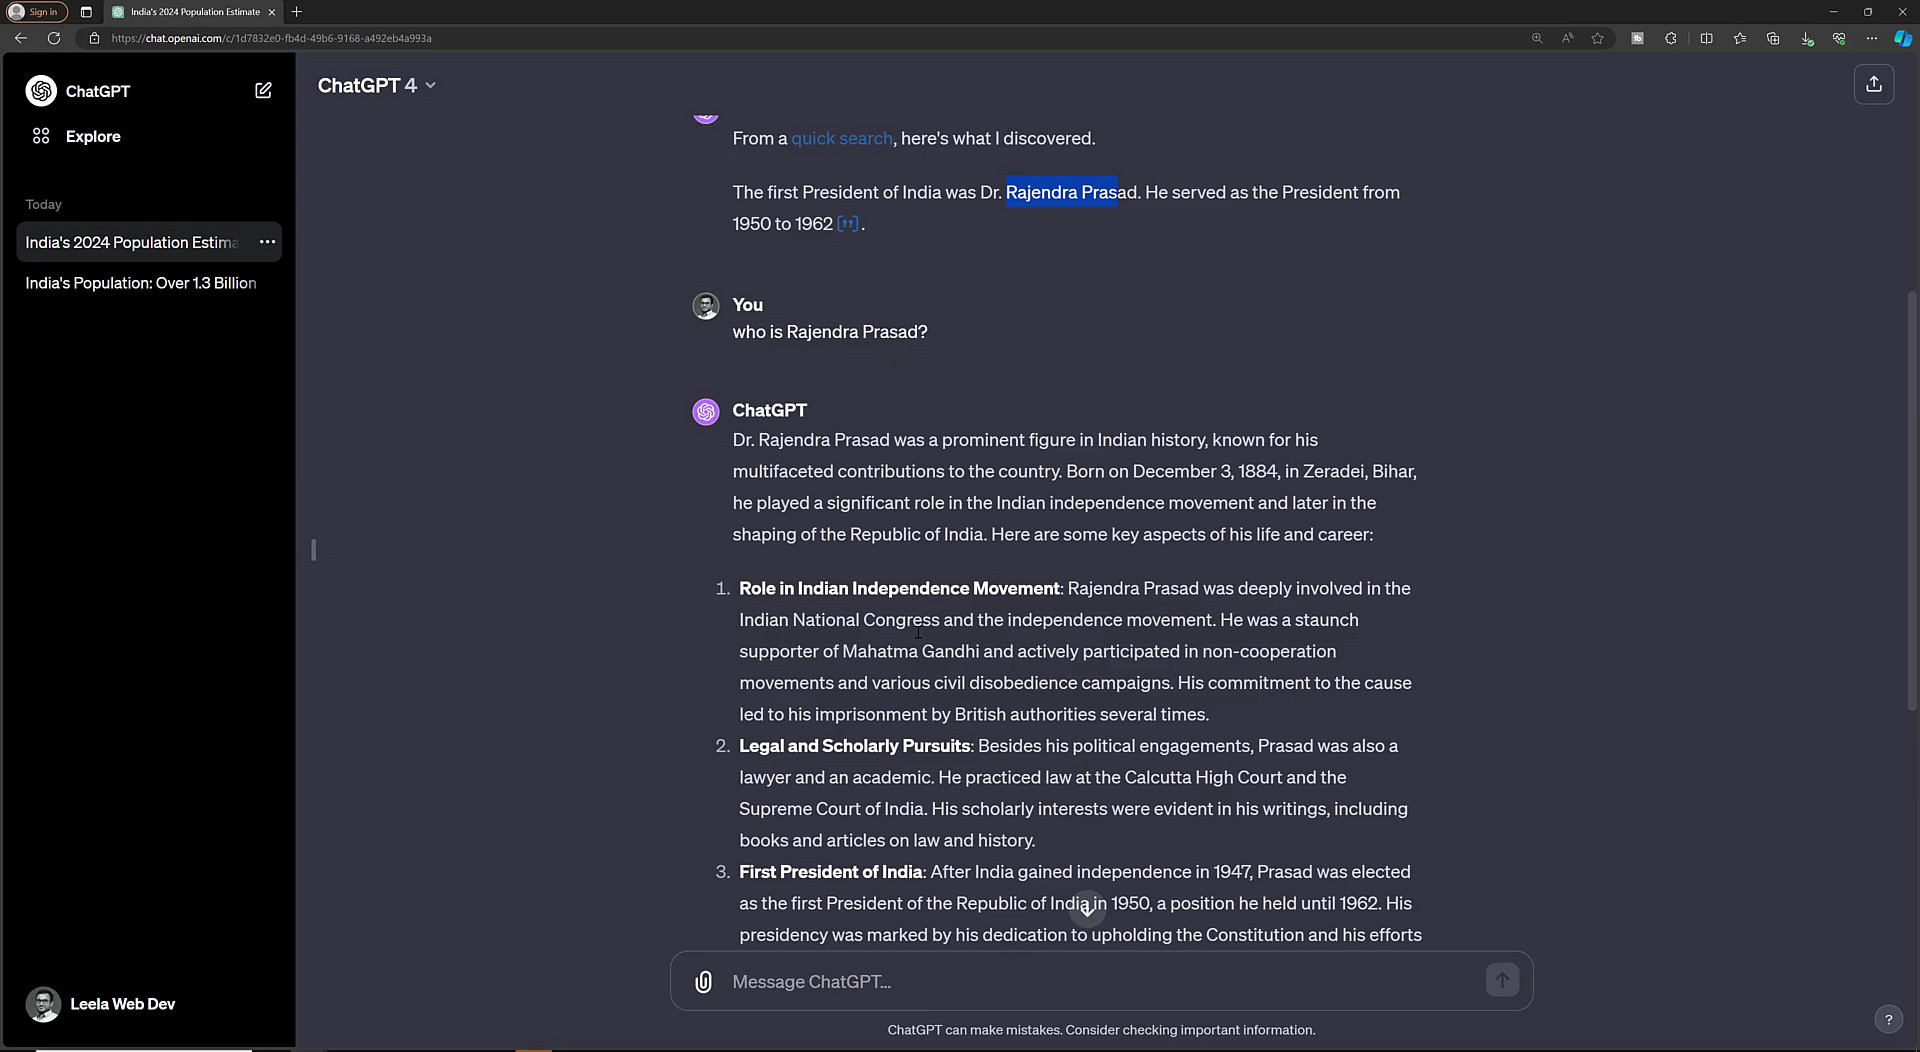 Sign in
India's 2024 Population Estimate
https://chat.openai.com/c/1d7832e0-fb4d-49b6-9168-a492eb4a993a
ChatGPT
Explore
Today
India's 2024 Population Estima
India's Population: Over 1.3 Billion
Leela Web Dev
ChatGPT 4
From a quick search, here's what I discovered.
The first President of India was Dr. Rajendra Prasad. He served as the President from
1950 to 1962 ["].
You
who is Rajendra Prasad?
ChatGPT
Dr. Rajendra Prasad was a prominent figure in Indian history, known for his
multifaceted contributions to the country. Born on December 3, 1884, in Zeradei, Bihar,
he played a significant role in the Indian independence movement and later in the
shaping of the Republic of India. Here are some key aspects of his life and career:
1. Role in Indian Independence Movement: Rajendra Prasad was deeply involved in the
Indian National Congress and the independence movement. He was a staunch
supporter of Mahatma Gandhi and actively participated in non-cooperation
movements and various civil disobedience campaigns. His commitment to the cause
led to his imprisonment by British authorities several times.
2. Legal and Scholarly Pursuits: Besides his political engagements, Prasad was also a
lawyer and an academic. He practiced law at the Calcutta High Court and the
Supreme Court of India. His scholarly interests were evident in his writings, including
books and articles on law and history.
3. First President of India: After India gained independence in 1947, Prasad was elected
as the first President of the Republic of India in 1950, a position he held until 1962. His
presidency was marked by his dedication to upholding the Constitution and his efforts
Message ChatGPT...
ChatGPT can make mistakes. Consider checking important information.
?